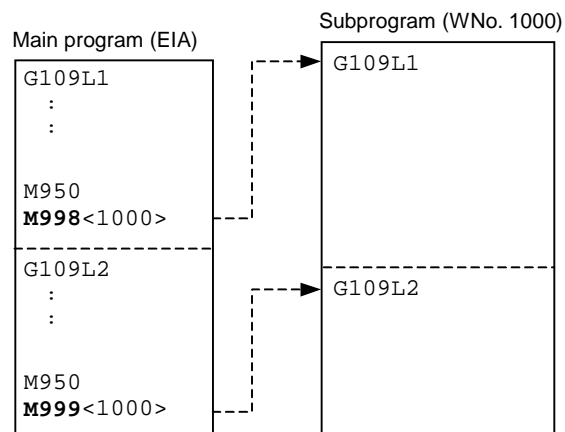 Main program (EIA)
G109L1
:
:
M950
M998<1000>
G109L2
:
:
M950
M999<1000>
Subprogram (WNo. 1000)
G109L1
G109L2